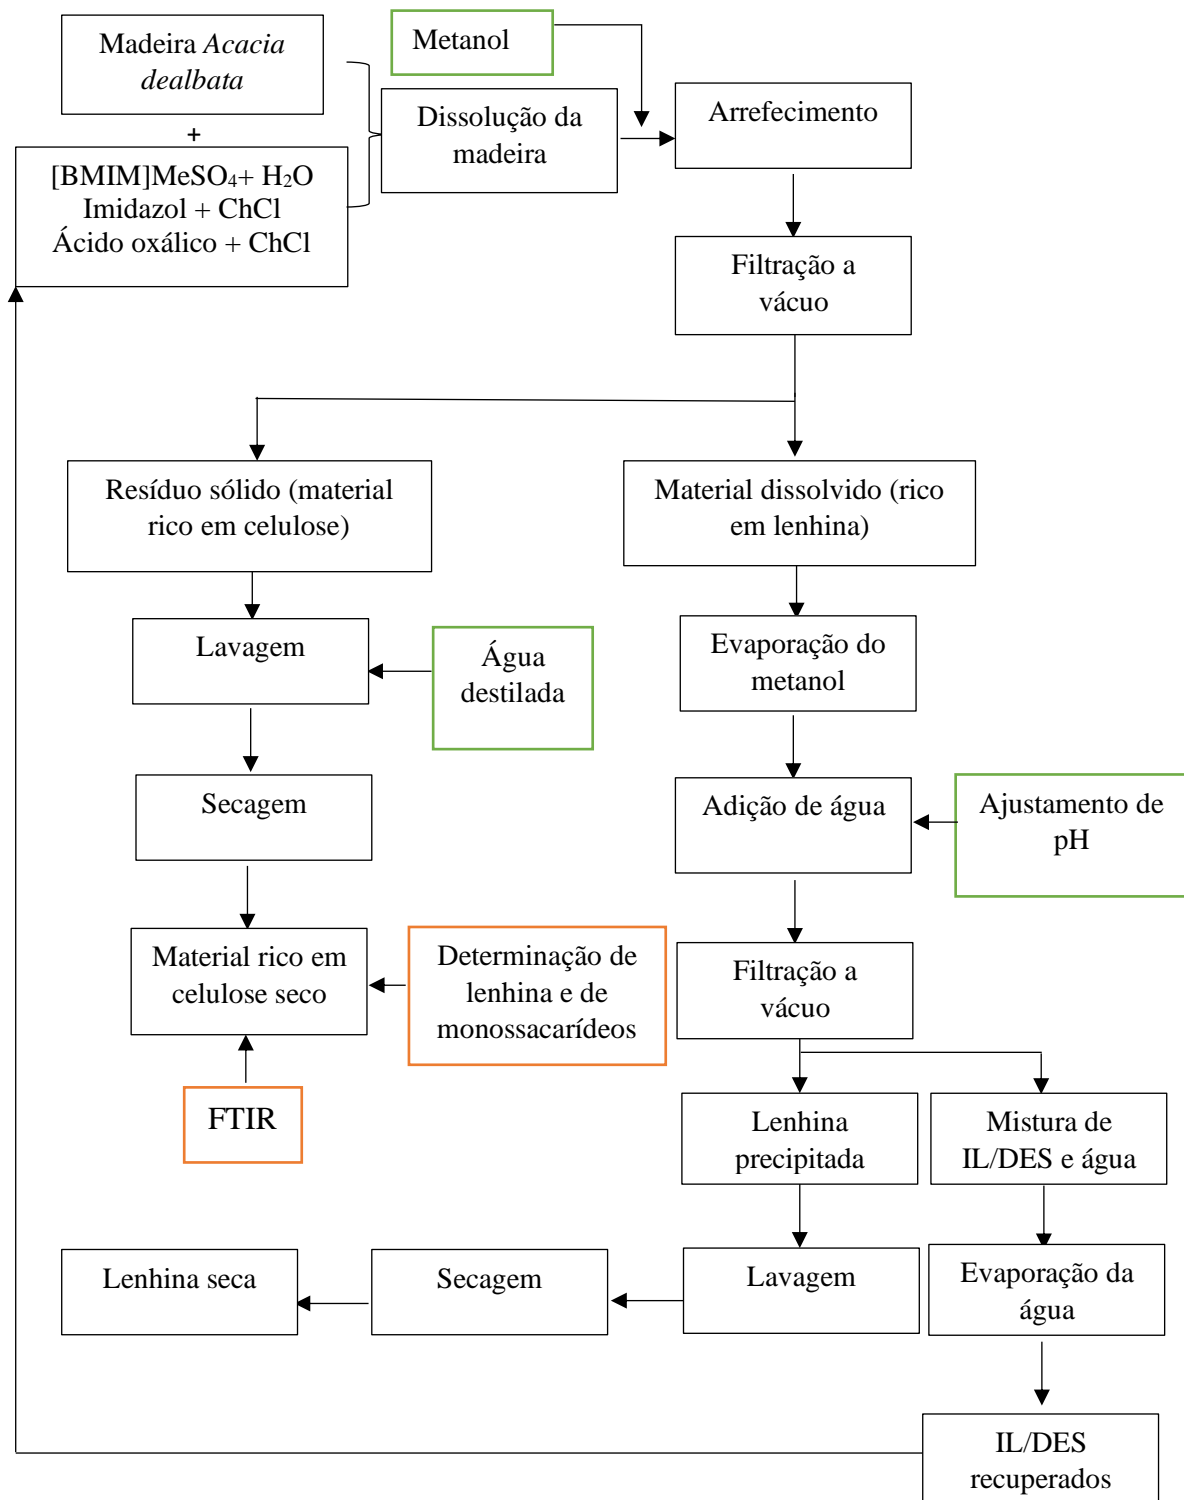 Madeira Acacia
dealbata
+
[BMIM]MeSO₄+ H₂O
Imidazol + ChCl
Ácido oxálico + ChCl
Metanol
Dissolução da
madeira
Arrefecimento
Filtração a
vácuo
Resíduo sólido (material
rico em celulose)
Material dissolvido (rico
em lenhina)
Lavagem
Água
destilada
Evaporação do
metanol
Secagem
Adição de água
Ajustamento de
pH
Material rico em
celulose seco
Determinação de
lenhina e de
monossacarídeos
Filtração a
vácuo
FTIR
Lenhina
precipitada
Mistura de
IL/DES e água
Lenhina seca
Secagem
Lavagem
Evaporação da
água
IL/DES
recuperados